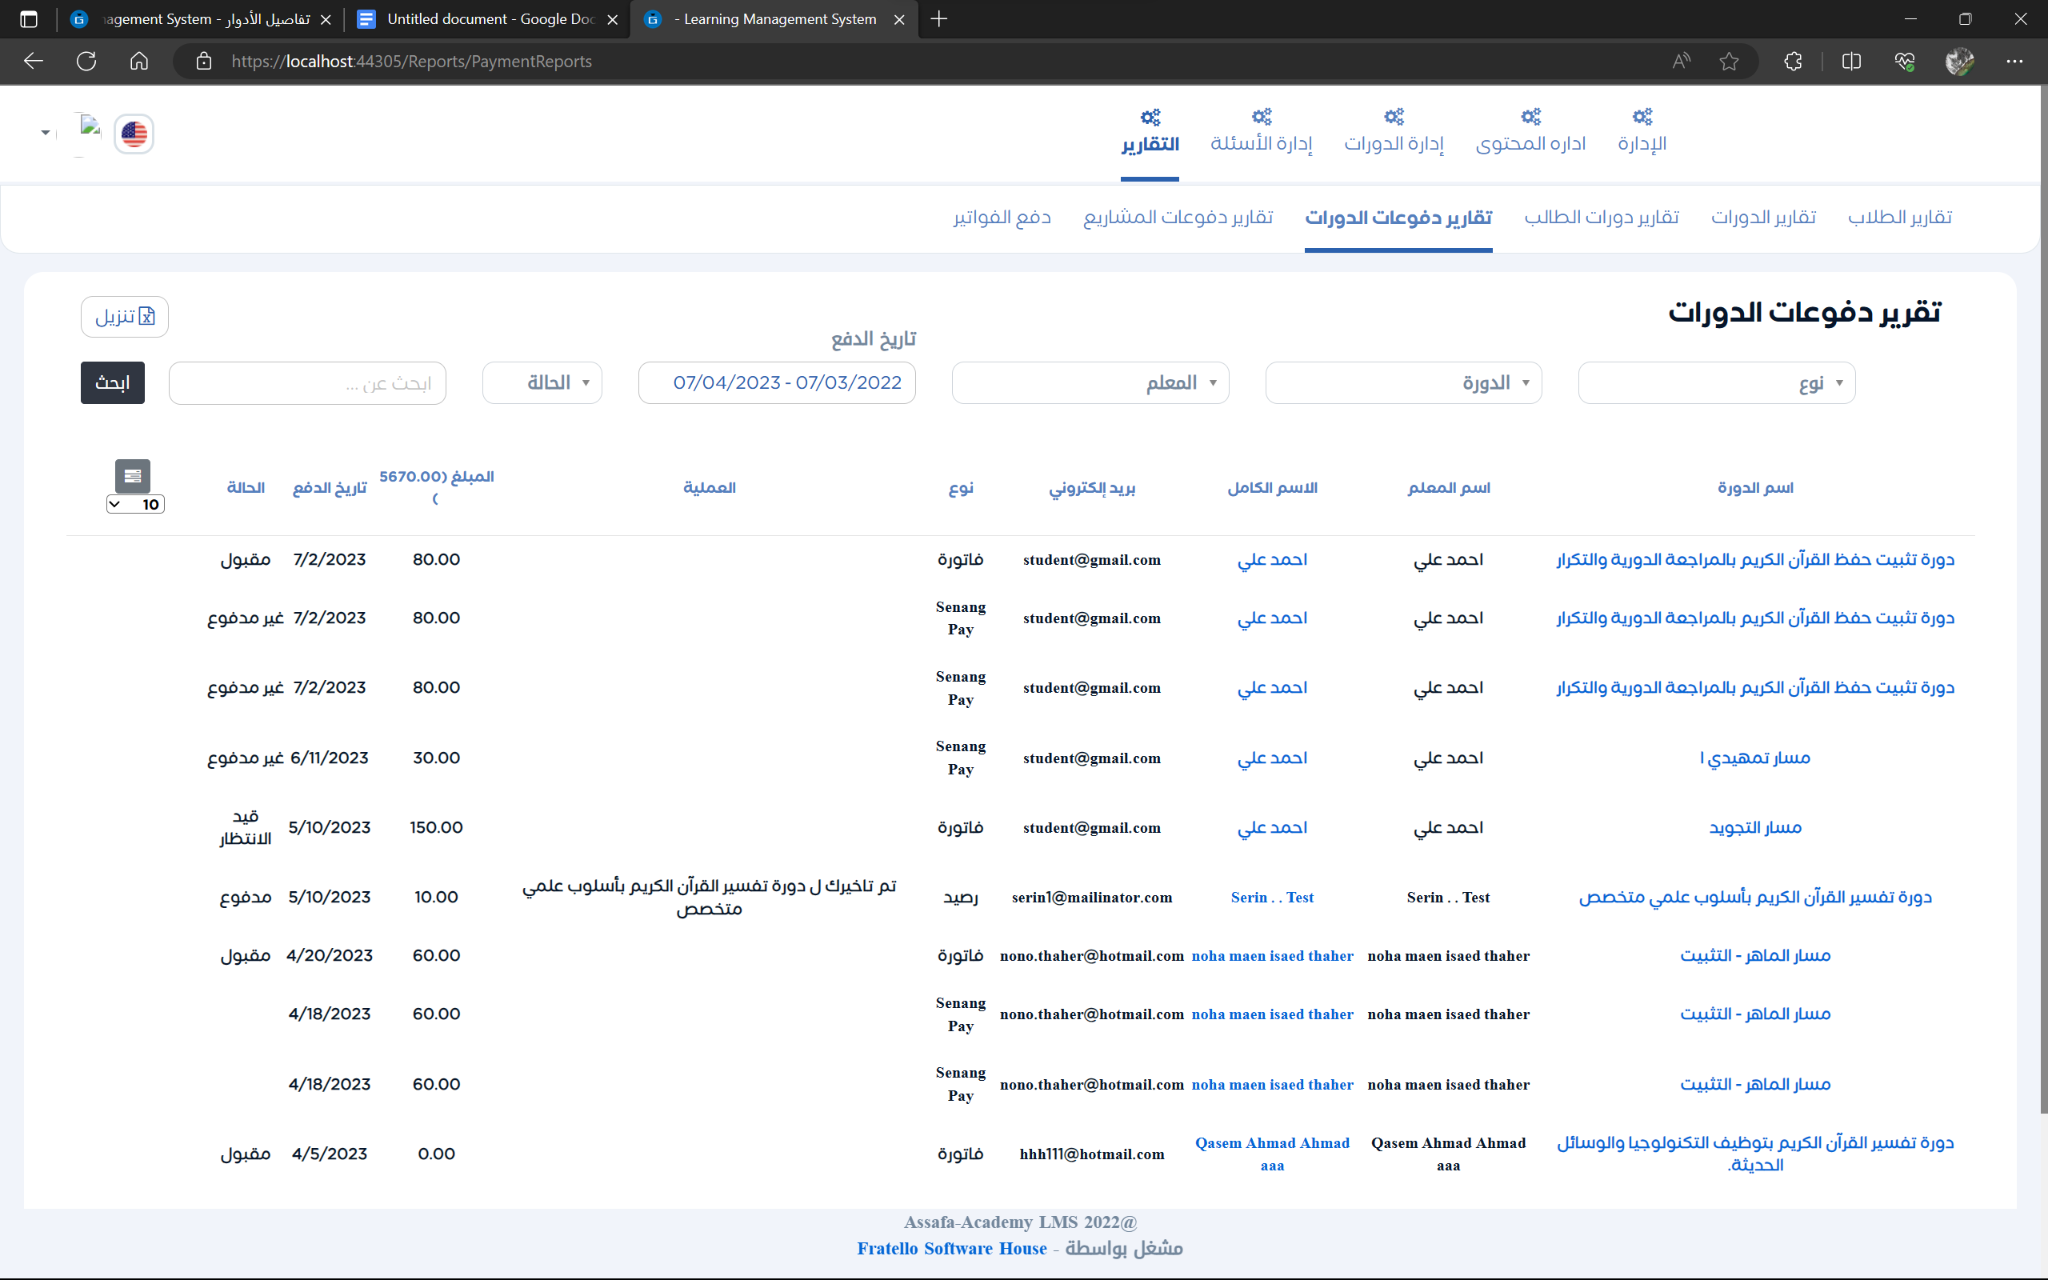 agement System - تفاصيل الأدوار
Untitled document - Google Doc
- Learning Management System
https://localhost:44305/Reports/PaymentReports
الإدارة
اداره المحتوى
إدارة الدورات
إدارة الأسئلة
التقارير
تقارير الطلاب
تقارير الدورات
تقارير دورات الطالب
تقارير دفوعات الدورات
تقارير دفوعات المشاريع
دفع الفواتير
تقرير دفوعات الدورات
تنزيل
تاريخ الدفع
نوع
الدورة
المعلم
07/04/2023 - 07/03/2022
الحالة
ابحث عن ...
ابحث
اسم الدورة
اسم المعلم
الاسم الكامل
بريد إلكتروني
نوع
العملية
المبلغ (5670.00
)
تاريخ الدفع
الحالة
10
دورة تثبيت حفظ القرآن الكريم بالمراجعة الدورية والتكرار احمد علي احمد علي student@gmail.com فاتورة 80.00 7/2/2023 مقبول
دورة تثبيت حفظ القرآن الكريم بالمراجعة الدورية والتكرار احمد علي احمد علي student@gmail.com Senang Pay 80.00 7/2/2023 غير مدفوع
دورة تثبيت حفظ القرآن الكريم بالمراجعة الدورية والتكرار احمد علي احمد علي student@gmail.com Senang Pay 80.00 7/2/2023 غير مدفوع
مسار تمهيدي ا احمد علي احمد علي student@gmail.com Senang Pay 30.00 6/11/2023 غير مدفوع
مسار التجويد احمد علي احمد علي student@gmail.com فاتورة 150.00 5/10/2023 قيد الانتظار
دورة تفسير القرآن الكريم بأسلوب علمي متخصص Serin . . Test Serin . . Test serin1@mailinator.com رصيد تم تاخيرك ل دورة تفسير القرآن الكريم بأسلوب علمي متخصص 10.00 5/10/2023 مدفوع
مسار الماهر - التثبيت noha maen isaed thaher noha maen isaed thaher nono.thaher@hotmail.com فاتورة 60.00 4/20/2023 مقبول
مسار الماهر - التثبيت noha maen isaed thaher noha maen isaed thaher nono.thaher@hotmail.com Senang Pay 60.00 4/18/2023
مسار الماهر - التثبيت noha maen isaed thaher noha maen isaed thaher nono.thaher@hotmail.com Senang Pay 60.00 4/18/2023
دورة تفسير القرآن الكريم بتوظيف التكنولوجيا والوسائل الحديثة. Qasem Ahmad Ahmad aaa Qasem Ahmad Ahmad aaa hhh111@hotmail.com فاتورة 0.00 4/5/2023 مقبول
Assafa-Academy LMS 2022@
مشغل بواسطة - Fratello Software House